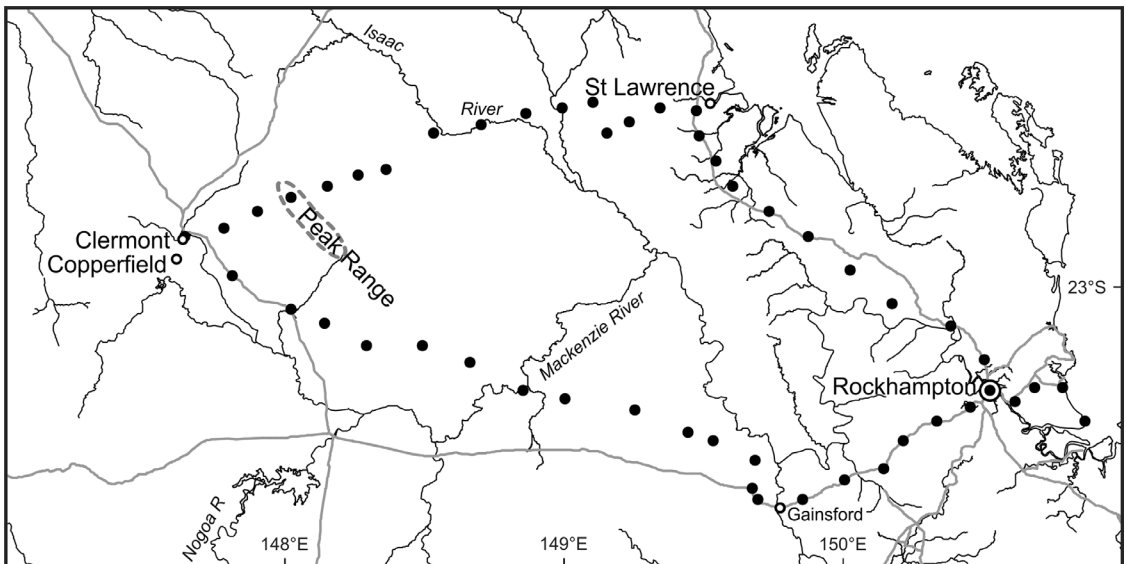 Isaac
River
St Lawrence
Peak Range
Clermont
Copperfield
23°S
Mackenzie River
Rockhampton
Gainsford
Nogoa R
148°E
149°E
150°E